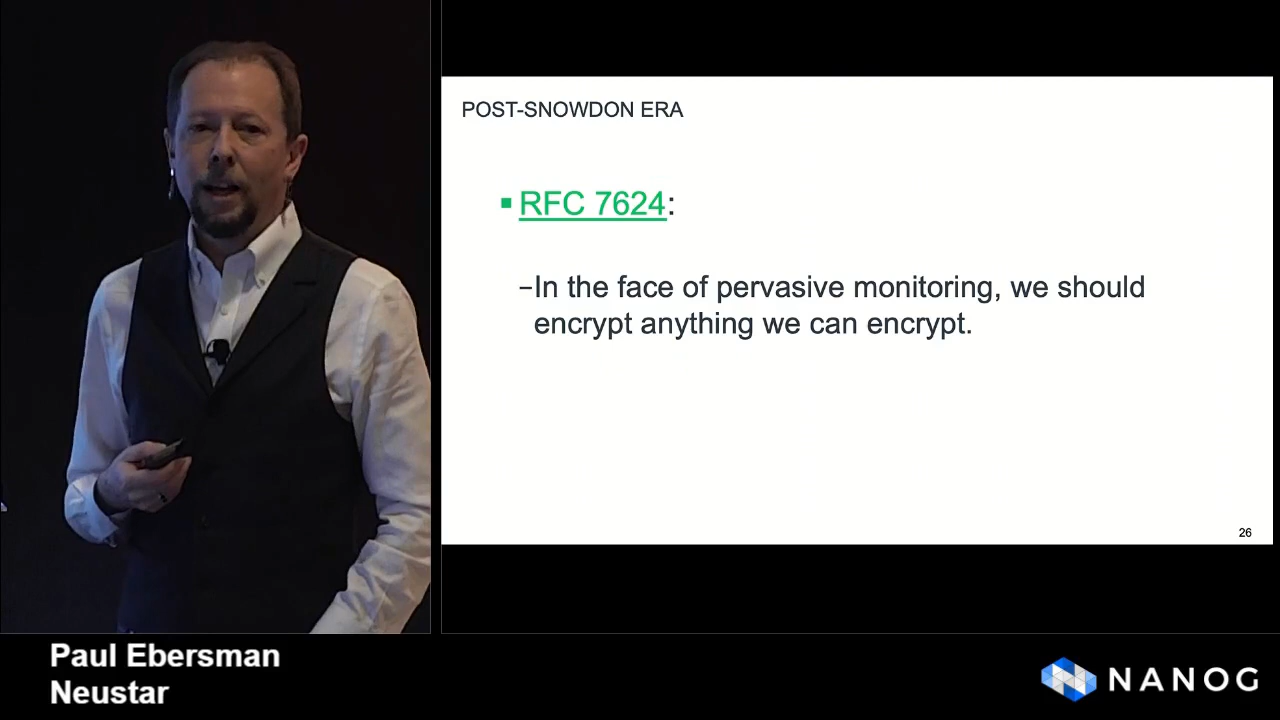 POST-SNOWDON ERA
▪ RFC 7624:
–In the face of pervasive monitoring, we should
encrypt anything we can encrypt.
26
Paul Ebersman
Neustar
NANOG